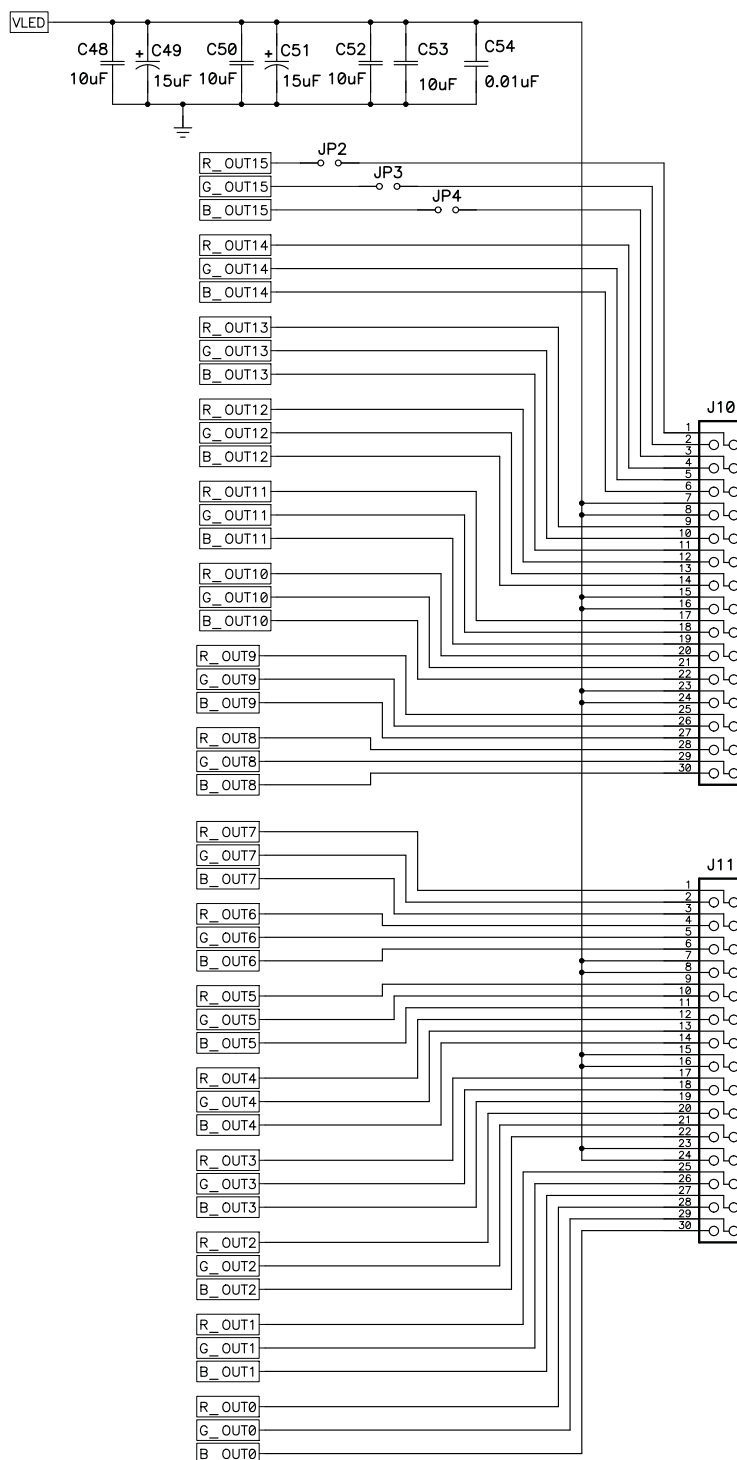 VLED
C48 C49 C50 C51 C52 C53 C54
10uF + 15uF 10uF + 15uF 10uF 10uF 0.01uF
R_OUT15 JP2
G_OUT15 JP3
B_OUT15 JP4
R_OUT14
G_OUT14
B_OUT14
R_OUT13
G_OUT13
B_OUT13
R_OUT12
G_OUT12
B_OUT12
R_OUT11
G_OUT11
B_OUT11
R_OUT10
G_OUT10
B_OUT10
R_OUT9
G_OUT9
B_OUT9
R_OUT8
G_OUT8
B_OUT8
J10
1
2
3
4
5
6
7
8
9
10
11
12
13
14
15
16
17
18
19
20
21
22
23
24
25
26
27
28
29
30
R_OUT7
G_OUT7
B_OUT7
R_OUT6
G_OUT6
B_OUT6
R_OUT5
G_OUT5
B_OUT5
R_OUT4
G_OUT4
B_OUT4
R_OUT3
G_OUT3
B_OUT3
R_OUT2
G_OUT2
B_OUT2
R_OUT1
G_OUT1
B_OUT1
R_OUT0
G_OUT0
B_OUT0
J11
1
2
3
4
5
6
7
8
9
10
11
12
13
14
15
16
17
18
19
20
21
22
23
24
25
26
27
28
29
30